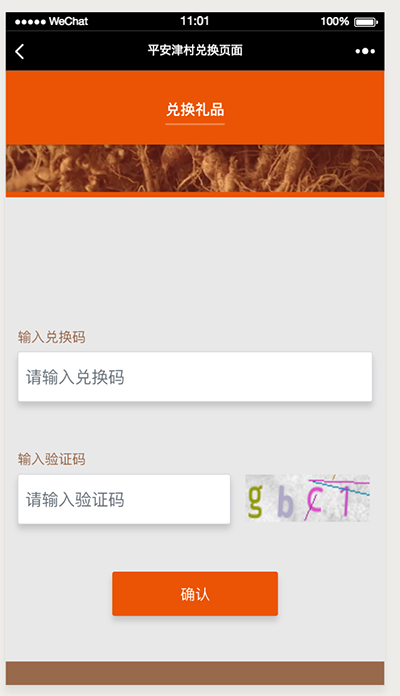 ●●●●● WeChat 11:01 100%
平安津村兑换页面
兑换礼品
输入兑换码
请输入兑换码
输入验证码
请输入验证码 gbc1
确认